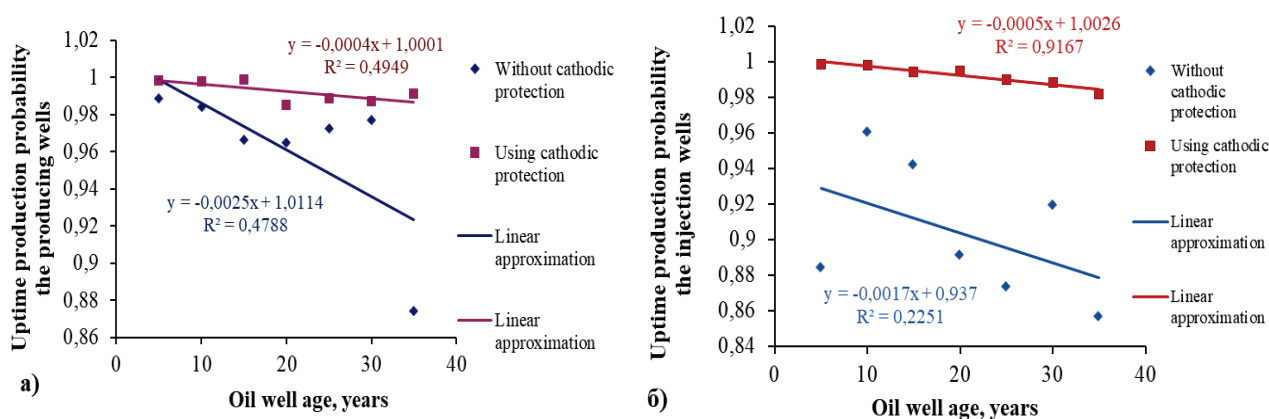 Uptime production probability
the producing wells
1,02
1
0,98
0,96
0,94
0,92
0,9
0,88
0,86
0
10
20
30
40
Oil well age, years
а)
y = -0,0004x + 1,0001
R² = 0,4949
y = -0,0025x + 1,0114
R² = 0,4788
Without cathodic
protection
Using cathodic
protection
Linear
approximation
Linear
approximation
Uptime production probability
the injection wells
1,02
1
0,98
0,96
0,94
0,92
0,9
0,88
0,86
0,84
0
10
20
30
40
Oil well age, years
б)
y = -0,0005x + 1,0026
R² = 0,9167
y = -0,0017x + 0,937
R² = 0,2251
Without
cathodic
protection
Using cathodic
protection
Linear
approximation
Linear
approximation